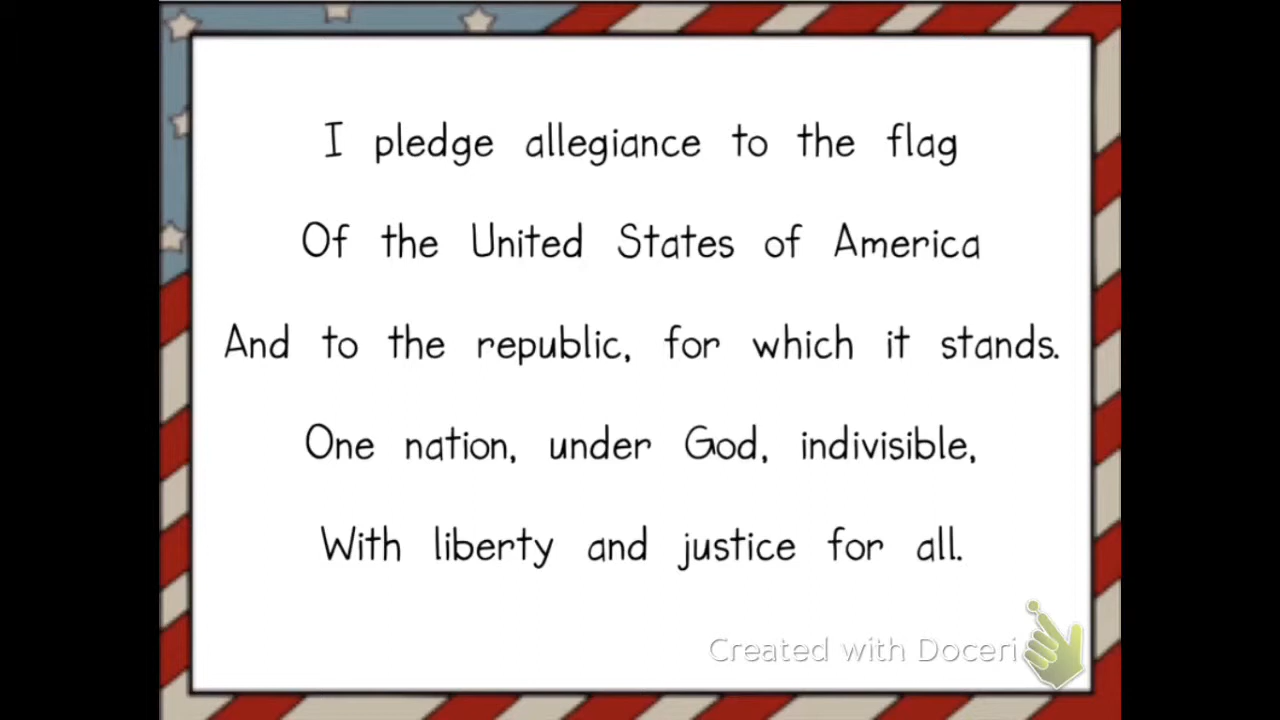 I pledge allegiance to the flag
Of the United States of America
And to the republic, for which it stands.
One nation, under God, indivisible,
With liberty and justice for all.
Created with Doceri